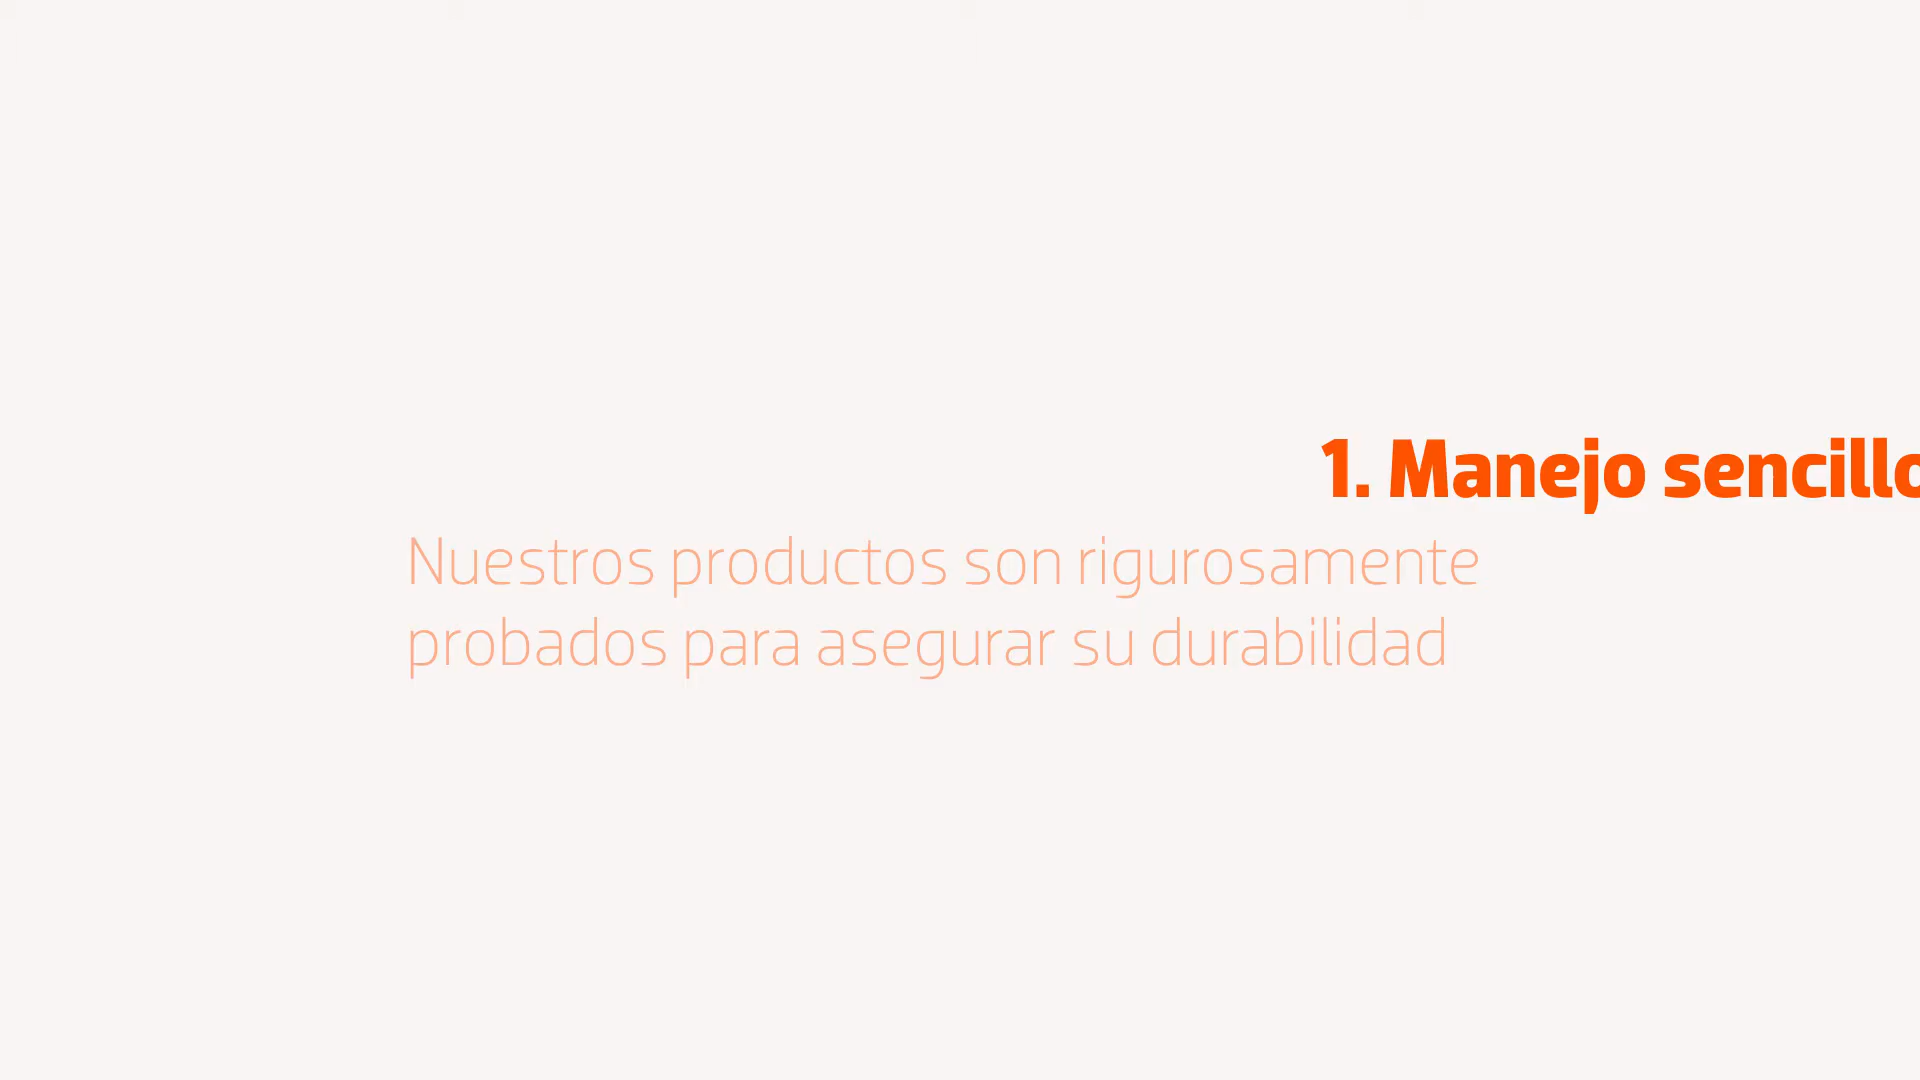 1. Manejo sencillo
Nuestros productos son rigurosamente
probados para asegurar su durabilidad